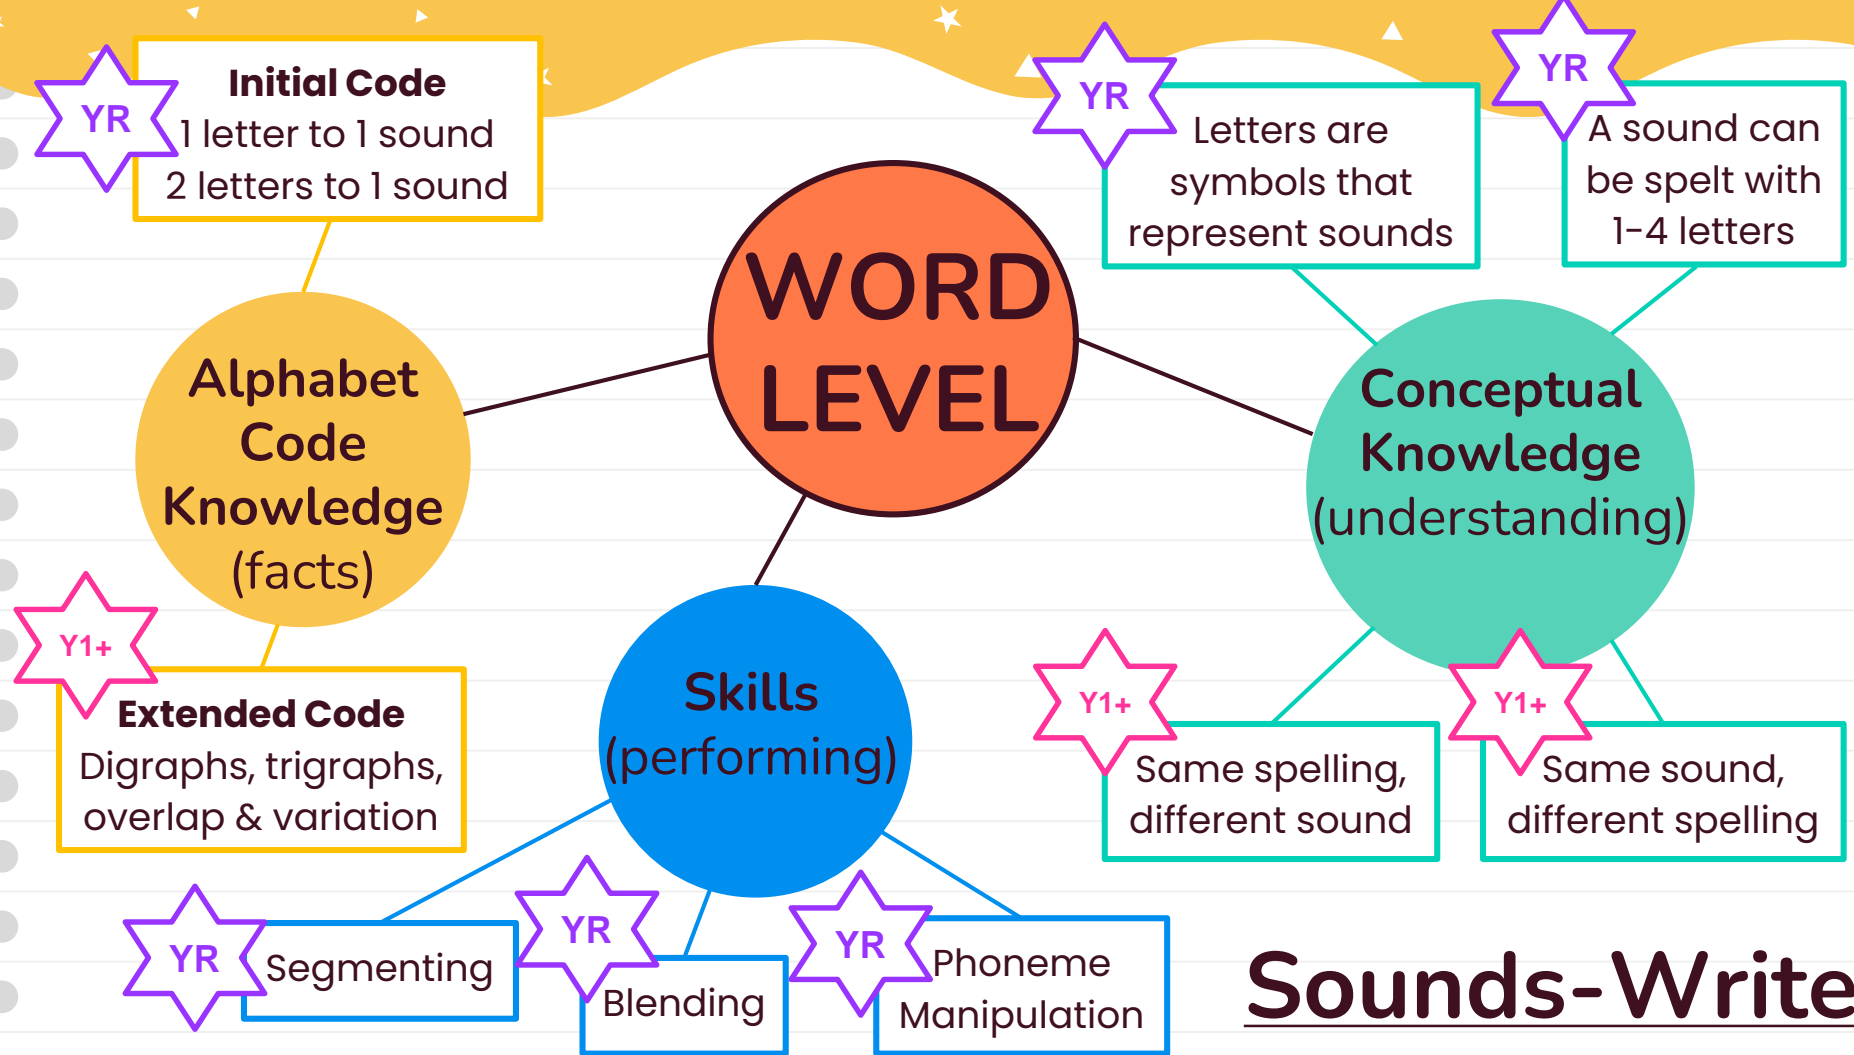 YR
Initial Code
1 letter to 1 sound
2 letters to 1 sound
YR
Letters are
symbols that
represent sounds
YR
A sound can
be spelt with
1-4 letters
WORD
LEVEL
Alphabet
Code
Knowledge
(facts)
Conceptual
Knowledge
(understanding)
Y1+
Extended Code
Digraphs, trigraphs,
overlap & variation
Skills
(performing)
Y1+
Same spelling,
different sound
Y1+
Same sound,
different spelling
YR
Segmenting
YR
Blending
YR
Phoneme
Manipulation
Sounds-Write